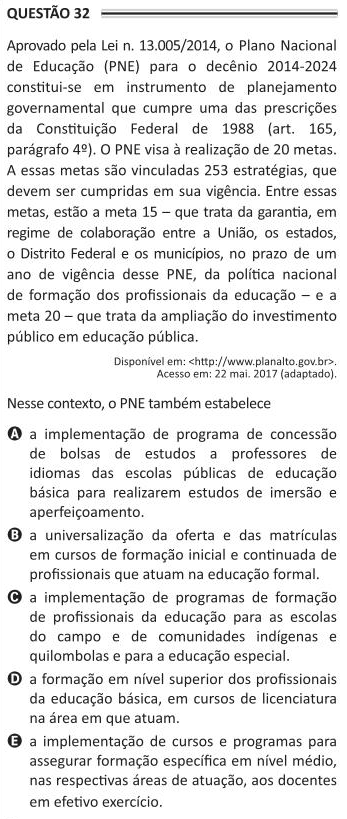 QUESTÃO 32
Aprovado pela Lei n. 13.005/2014, o Plano Nacional
de Educação (PNE) para o decênio 2014-2024
constitui-se em instrumento de planejamento
governamental que cumpre uma das prescrições
da Constituição Federal de 1988 (art. 165,
parágrafo 4º). O PNE visa à realização de 20 metas.
A essas metas são vinculadas 253 estratégias, que
devem ser cumpridas em sua vigência. Entre essas
metas, estão a meta 15 – que trata da garantia, em
regime de colaboração entre a União, os estados,
o Distrito Federal e os municípios, no prazo de um
ano de vigência desse PNE, da política nacional
de formação dos profissionais da educação – e a
meta 20 – que trata da ampliação do investimento
público em educação pública.
Disponível em: <http://www.planalto.gov.br>.
Acesso em: 22 mai. 2017 (adaptado).
Nesse contexto, o PNE também estabelece
A a implementação de programa de concessão
de bolsas de estudos a professores de
idiomas das escolas públicas de educação
básica para realizarem estudos de imersão e
aperfeiçoamento.
B a universalização da oferta e das matrículas
em cursos de formação inicial e continuada de
profissionais que atuam na educação formal.
C a implementação de programas de formação
de profissionais da educação para as escolas
do campo e de comunidades indígenas e
quilombolas e para a educação especial.
D a formação em nível superior dos profissionais
da educação básica, em cursos de licenciatura
na área em que atuam.
E a implementação de cursos e programas para
assegurar formação específica em nível médio,
nas respectivas áreas de atuação, aos docentes
em efetivo exercício.